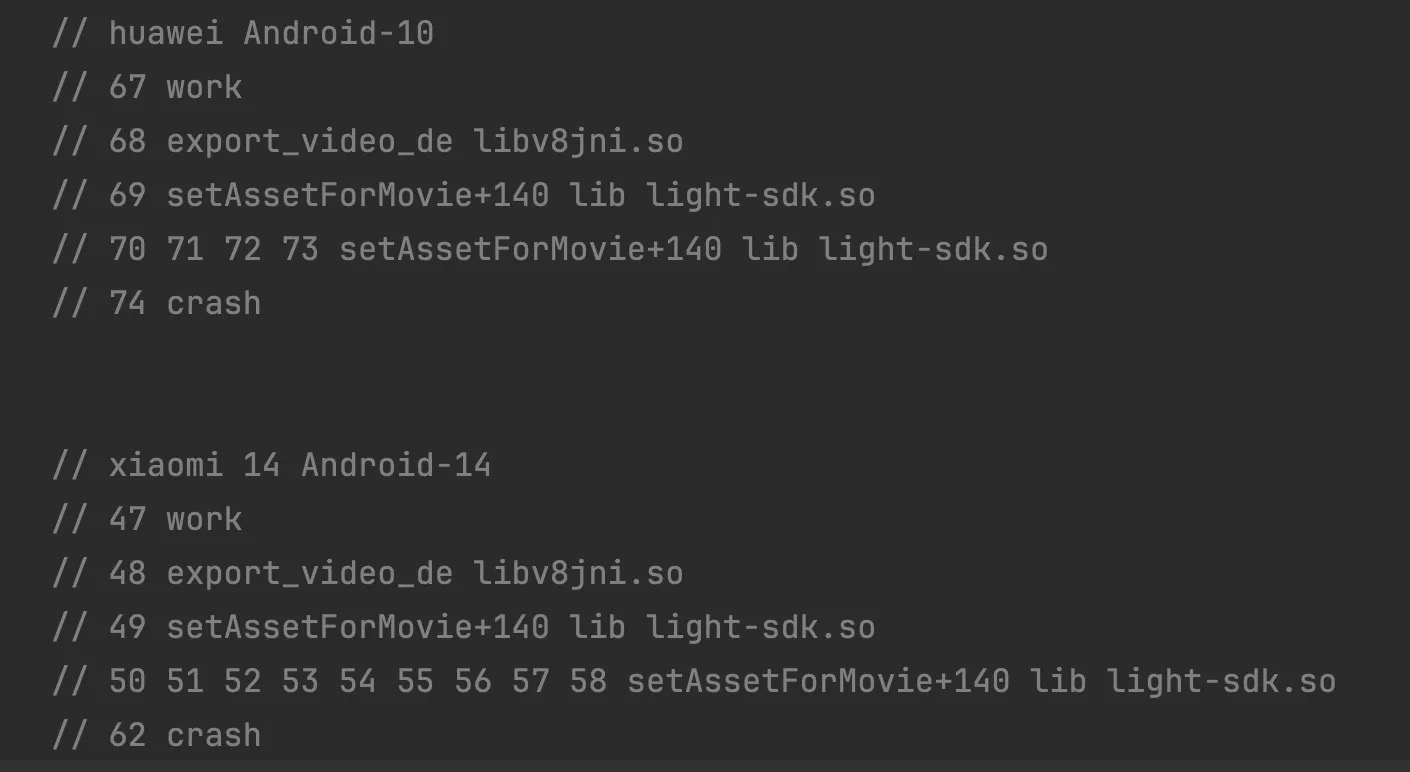 // huawei Android-10
// 67 work
// 68 export_video_de libv8jni.so
// 69 setAssetForMovie+140 lib light-sdk.so
// 70 71 72 73 setAssetForMovie+140 lib light-sdk.so
// 74 crash
// xiaomi 14 Android-14
// 47 work
// 48 export_video_de libv8jni.so
// 49 setAssetForMovie+140 lib light-sdk.so
// 50 51 52 53 54 55 56 57 58 setAssetForMovie+140 lib light-sdk.so
// 62 crash